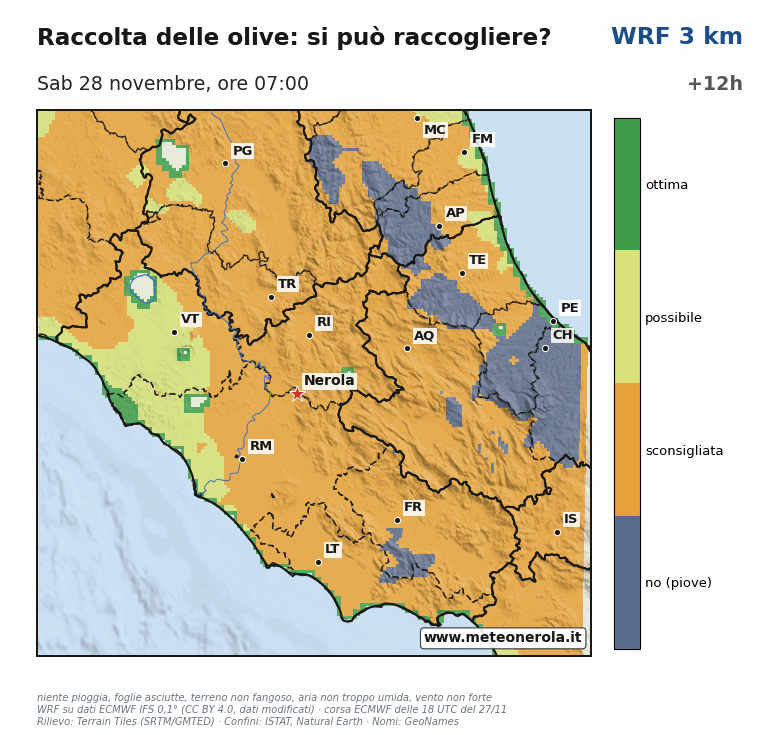 Raccolta delle olive: si può raccogliere?
WRF 3 km
Sab 28 novembre, ore 07:00
+12h
MC
FM
PG
AP
TE
TR
PE
VT
RI
AQ
CH
Nerola
RM
FR
IS
LT
www.meteonerola.it
ottima
possibile
sconsigliata
no (piove)
niente pioggia, foglie asciutte, terreno non fangoso, aria non troppo umida, vento non forte
WRF su dati ECMWF IFS 0,1° (CC BY 4.0, dati modificati) · corsa ECMWF delle 18 UTC del 27/11
Rilievo: Terrain Tiles (SRTM/GMTED) · Confini: ISTAT, Natural Earth · Nomi: GeoNames